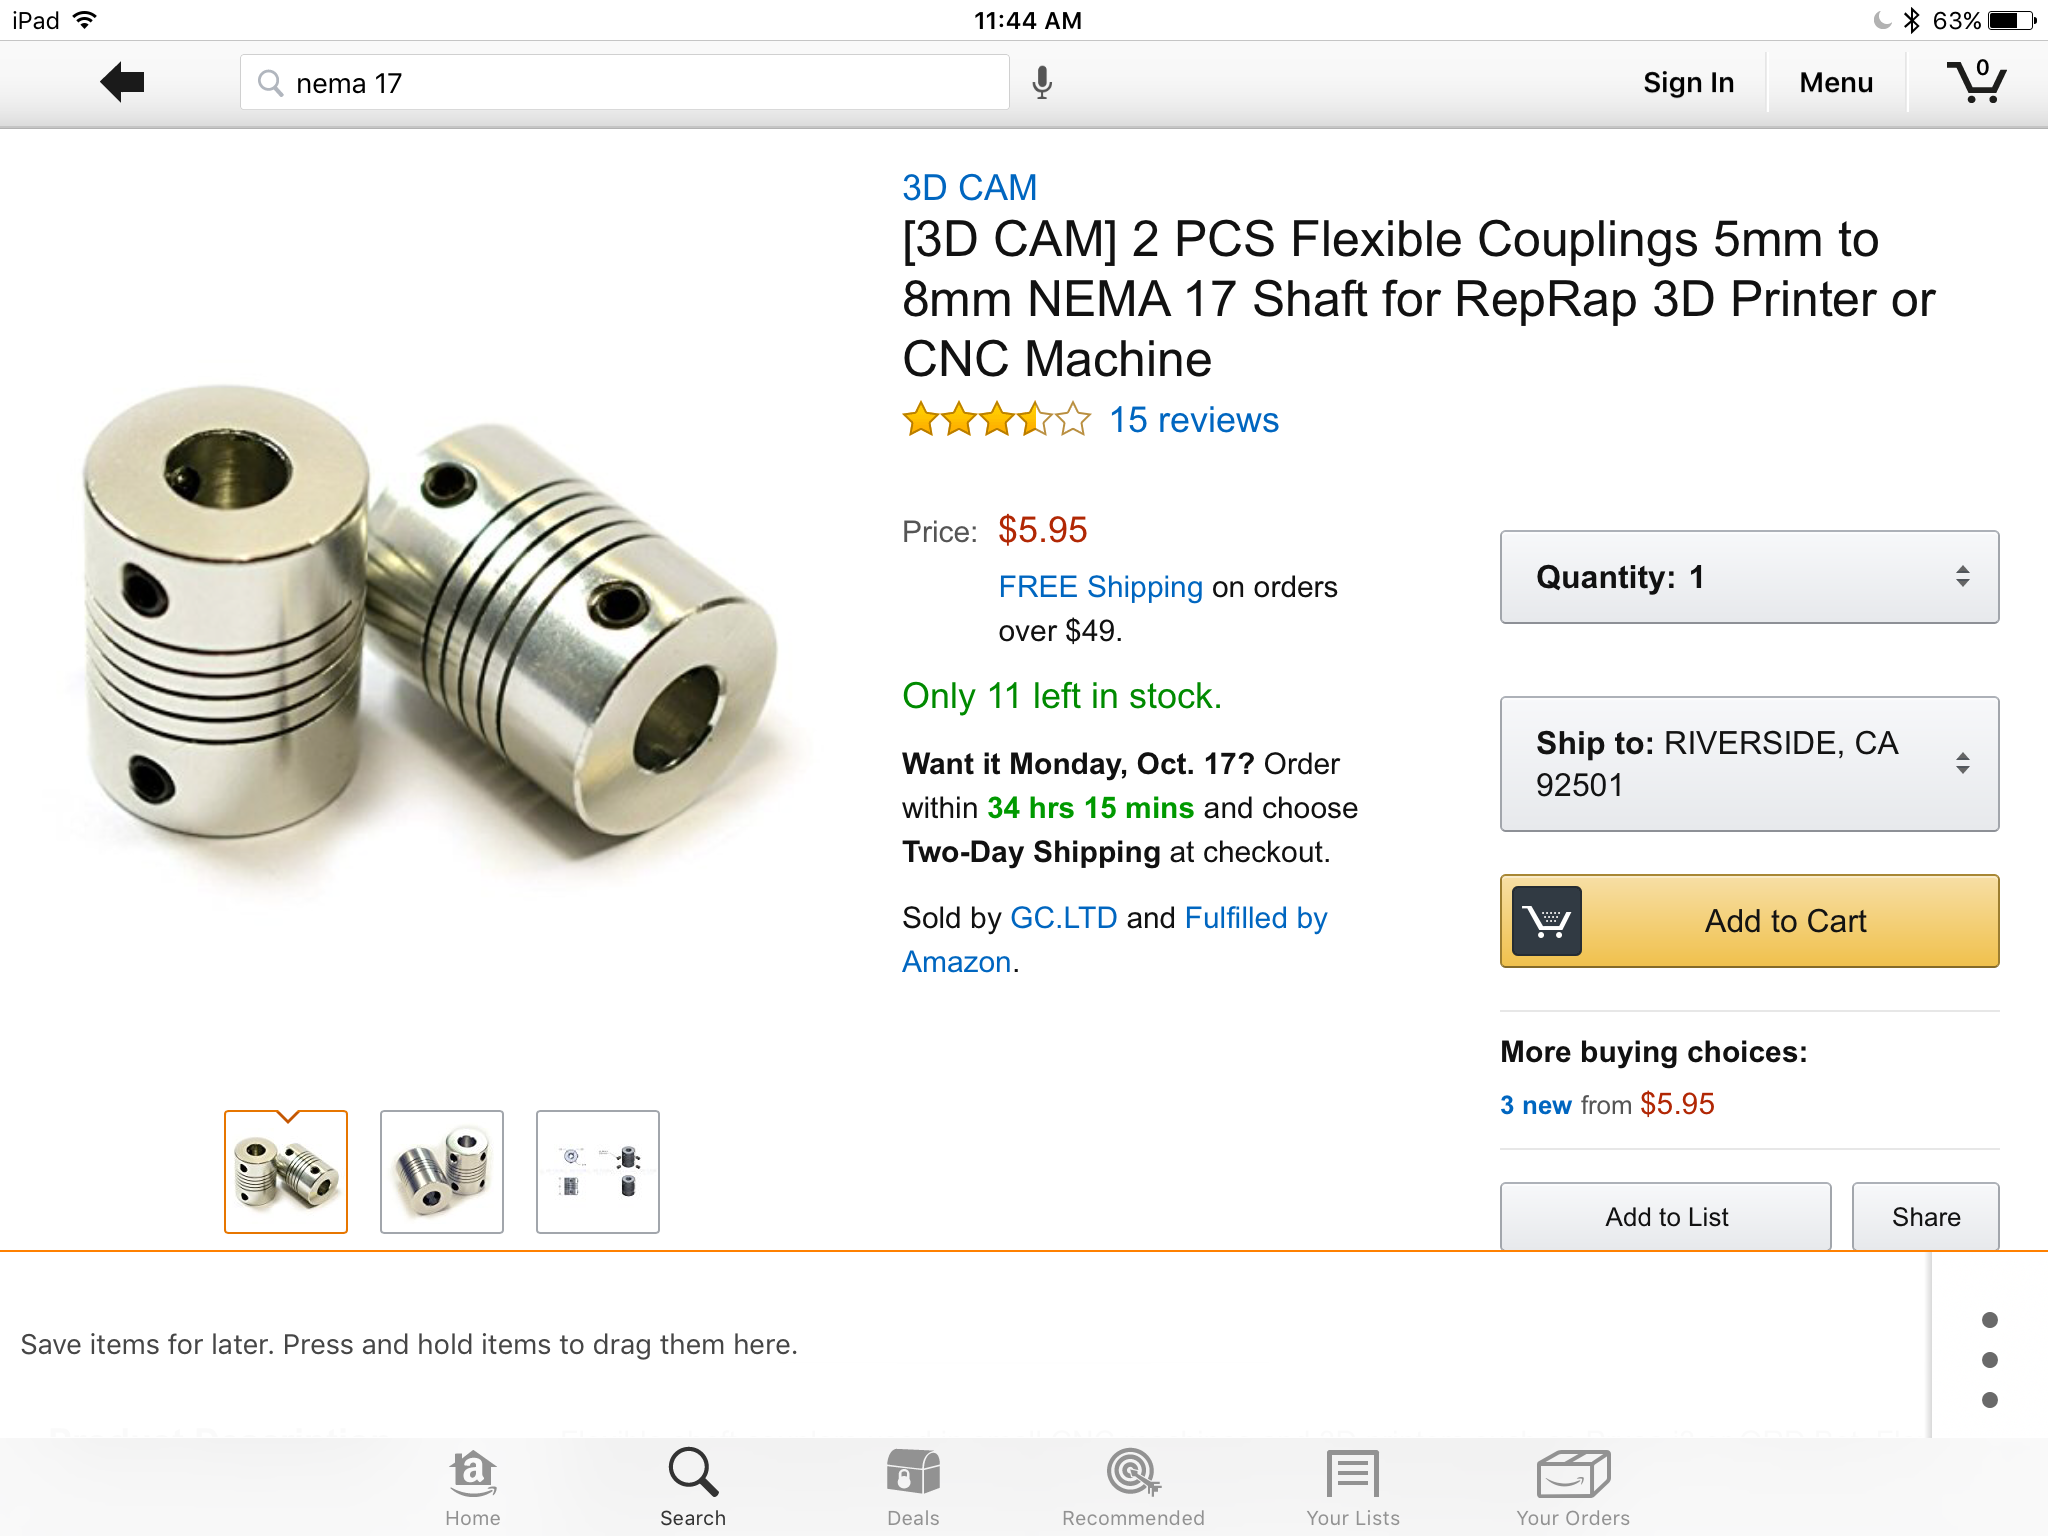 iPad
11:44 AM
63%
nema 17
Sign In
Menu
0
3D CAM
[3D CAM] 2 PCS Flexible Couplings 5mm to
8mm NEMA 17 Shaft for RepRap 3D Printer or
CNC Machine
15 reviews
Price: $5.95
FREE Shipping on orders
over $49.
Only 11 left in stock.
Want it Monday, Oct. 17? Order
within 34 hrs 15 mins and choose
Two-Day Shipping at checkout.
Sold by GC.LTD and Fulfilled by
Amazon.
Quantity: 1
Ship to: RIVERSIDE, CA
92501
Add to Cart
More buying choices:
3 new from $5.95
Add to List
Share
Save items for later. Press and hold items to drag them here.
Home
Search
Deals
Recommended
Your Lists
Your Orders